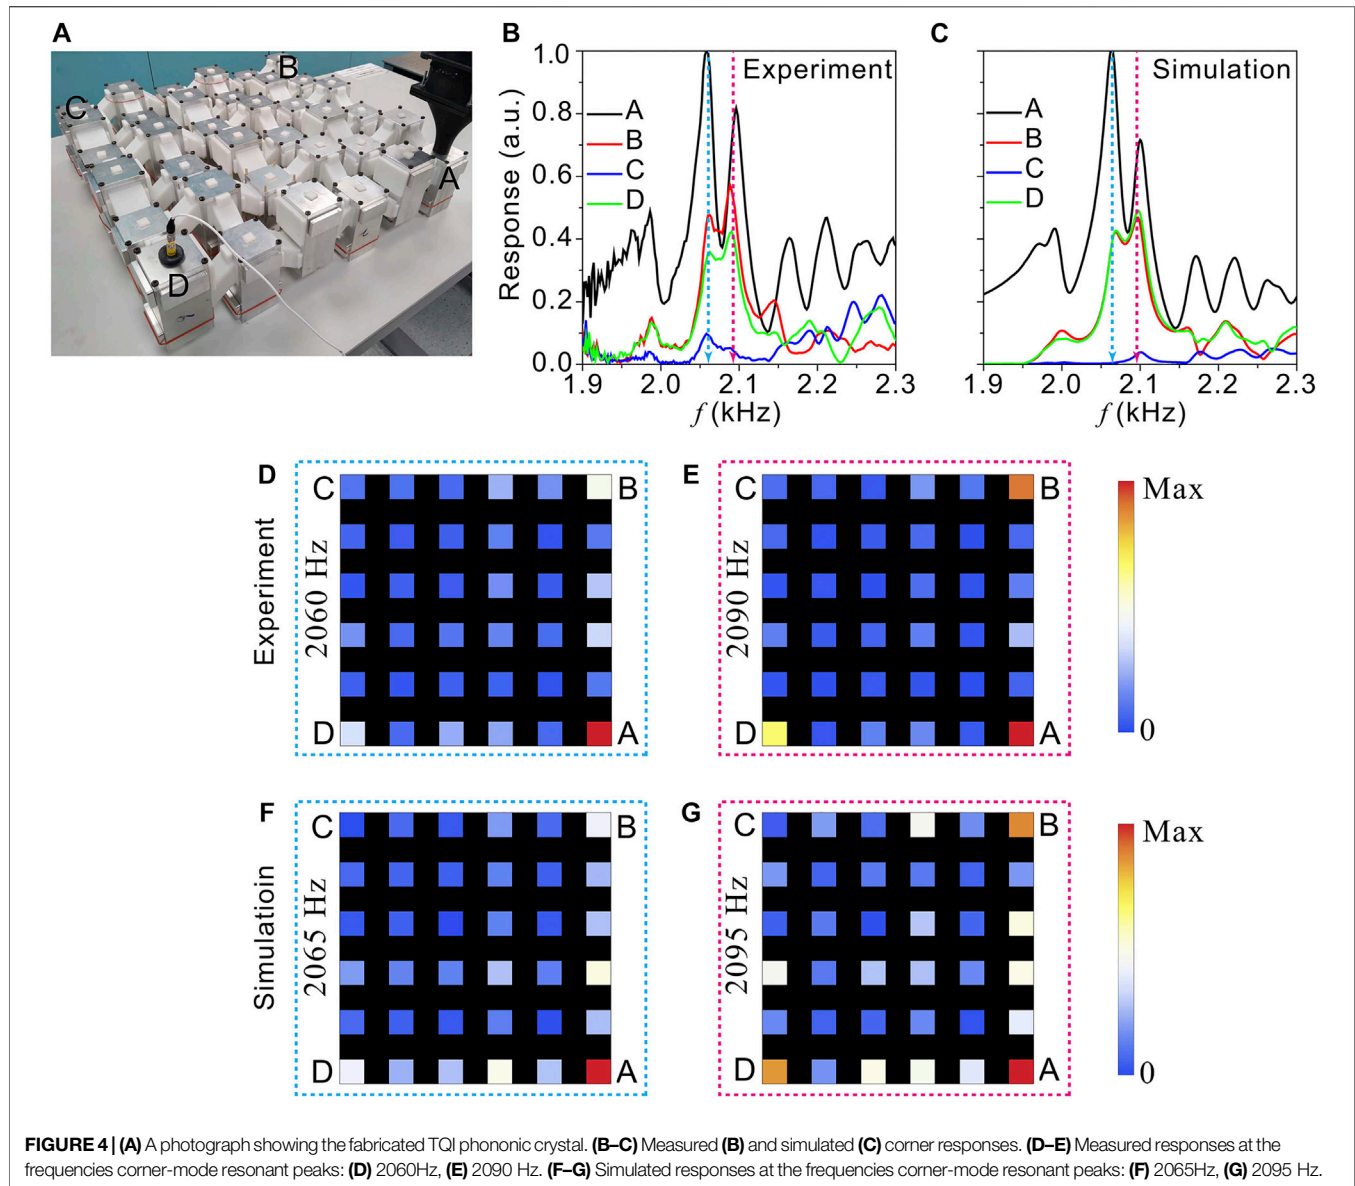 A
B
C
A
D
B
Experiment
Response (a.u.)
1.0
0.8
0.6
0.4
0.2
0.0
A
B
C
D
1.9 2.0 2.1 2.2 2.3
f (kHz)
C
Simulation
A
B
C
D
1.9 2.0 2.1 2.2 2.3
f (kHz)
D
Experiment
2060 Hz
C B
D A
E
2090 Hz
C B
D A
Max
0
F
Simulatioin
2065 Hz
C B
D A
G
2095 Hz
C B
D A
Max
0
FIGURE 4 | (A) A photograph showing the fabricated TQI phononic crystal. (B–C) Measured (B) and simulated (C) corner responses. (D–E) Measured responses at the
frequencies corner-mode resonant peaks: (D) 2060Hz, (E) 2090 Hz. (F–G) Simulated responses at the frequencies corner-mode resonant peaks: (F) 2065Hz, (G) 2095 Hz.